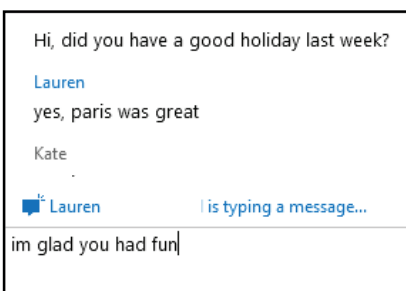 Hi, did you have a good holiday last week?
Lauren
yes, paris was great
Kate
Lauren is typing a message...
im glad you had fun